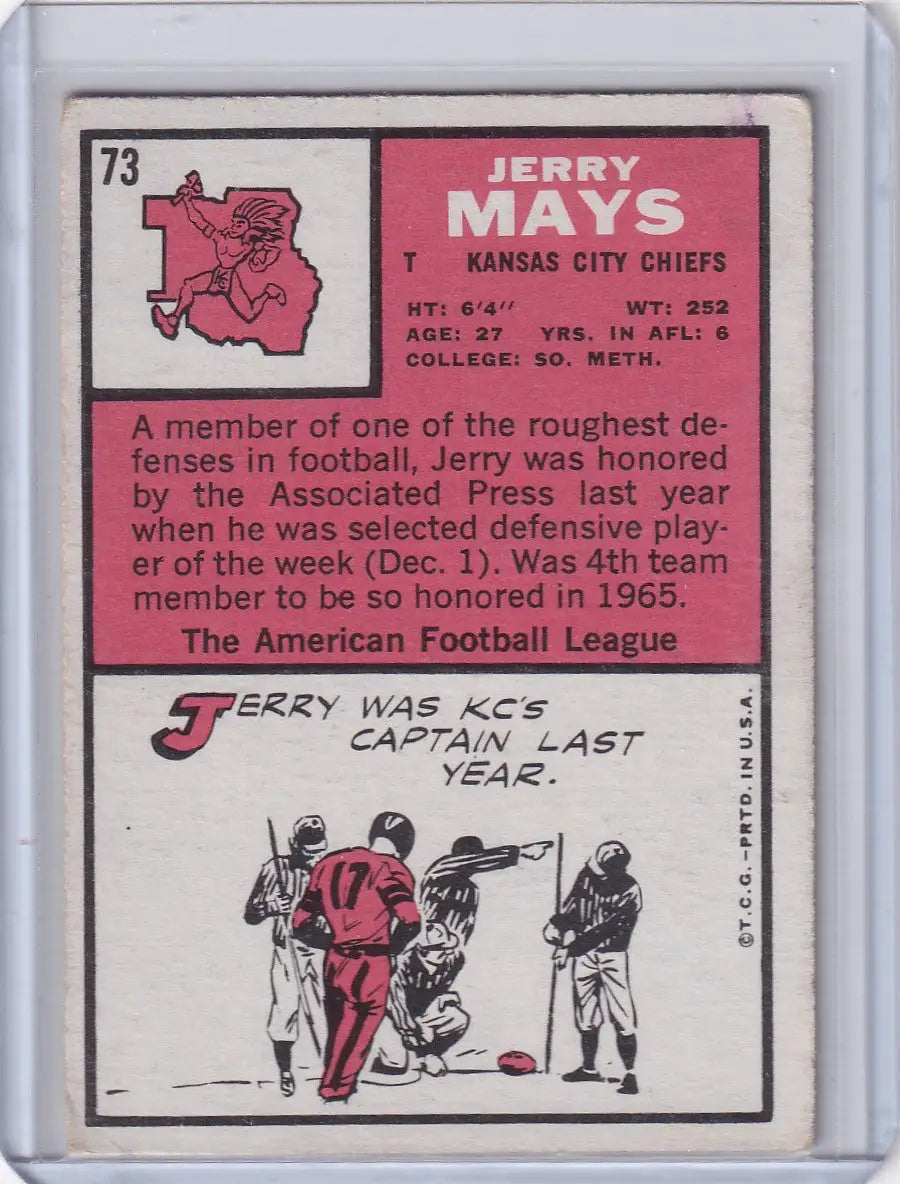 73
JERRY
MAYS
T KANSAS CITY CHIEFS
HT: 6'4" WT: 252
AGE: 27 YRS. IN AFL: 6
COLLEGE: SO. METH.
A member of one of the roughest de-
fenses in football, Jerry was honored
by the Associated Press last year
when he was selected defensive play-
er of the week (Dec. 1). Was 4th team
member to be so honored in 1965.
The American Football League
JERRY WAS KC'S
CAPTAIN LAST
YEAR.
17
©T.C.G.-PRTD. IN U.S.A.
KC